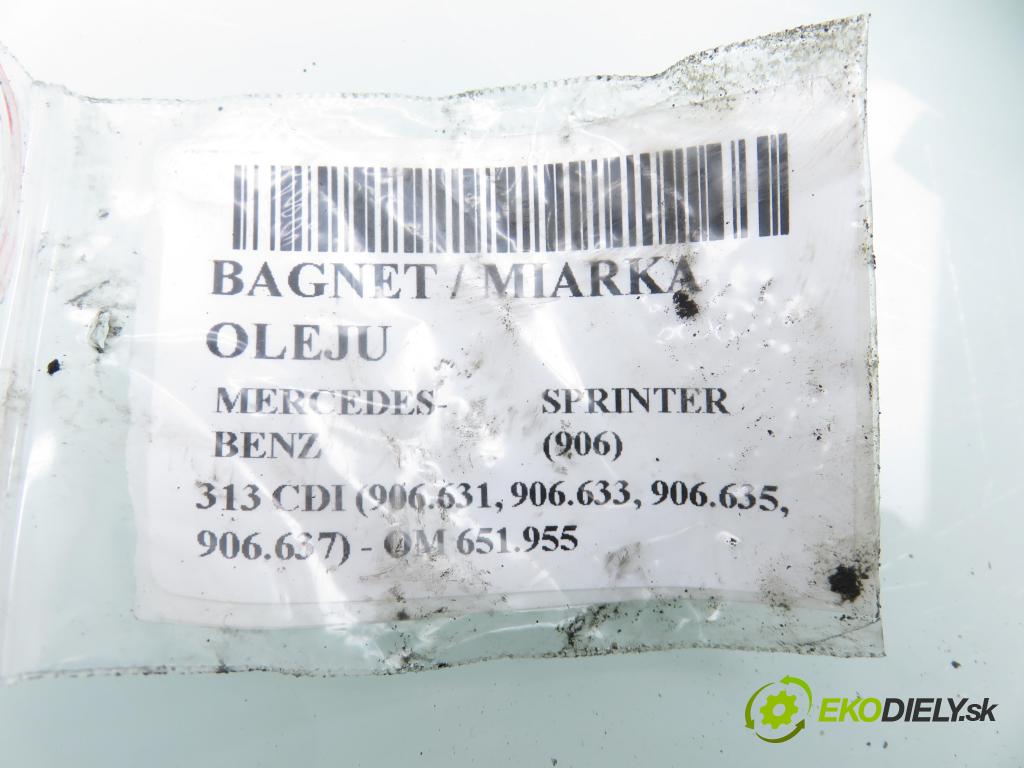 BAGNET / MIARKA
OLEJU
MERCEDES- SPRINTER
BENZ (906)
313 CDI (906.631, 906.633, 906.635,
906.637) - OM 651.955
EKODIELY.sk